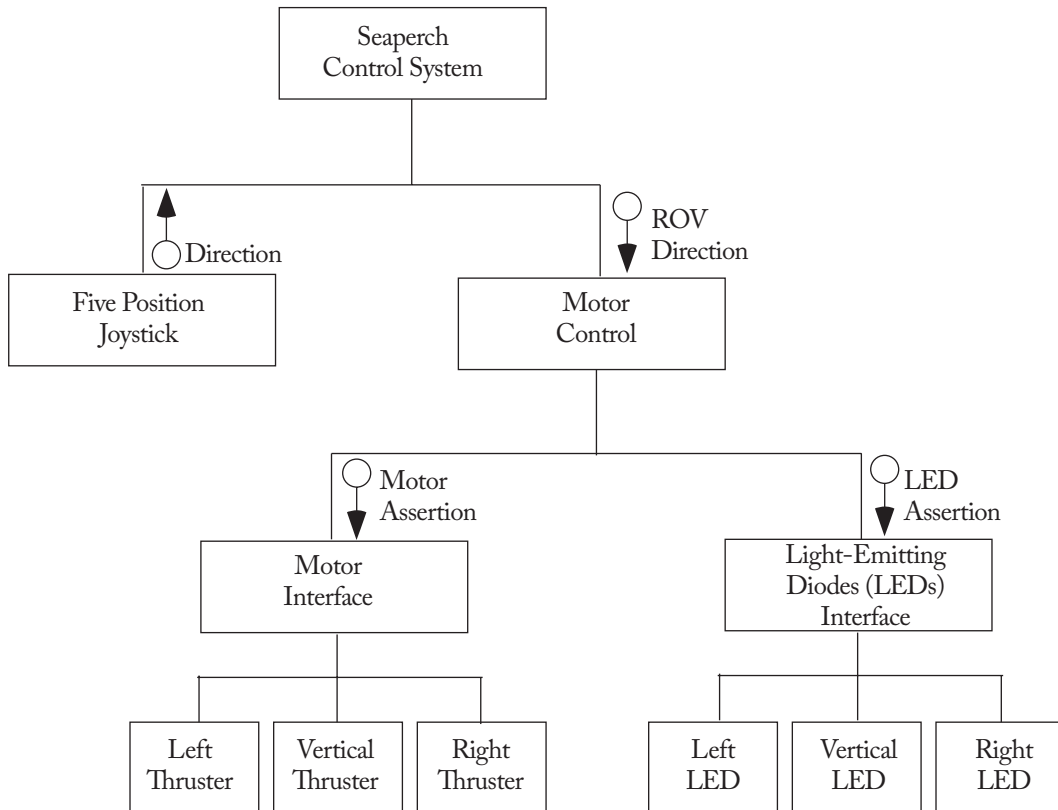 Seaperch
Control System
Direction
ROV
Direction
Five Position
Joystick
Motor
Control
Motor
Assertion
LED
Assertion
Motor
Interface
Light-Emitting
Diodes (LEDs)
Interface
Left
Thruster
Vertical
Thruster
Right
Thruster
Left
LED
Vertical
LED
Right
LED